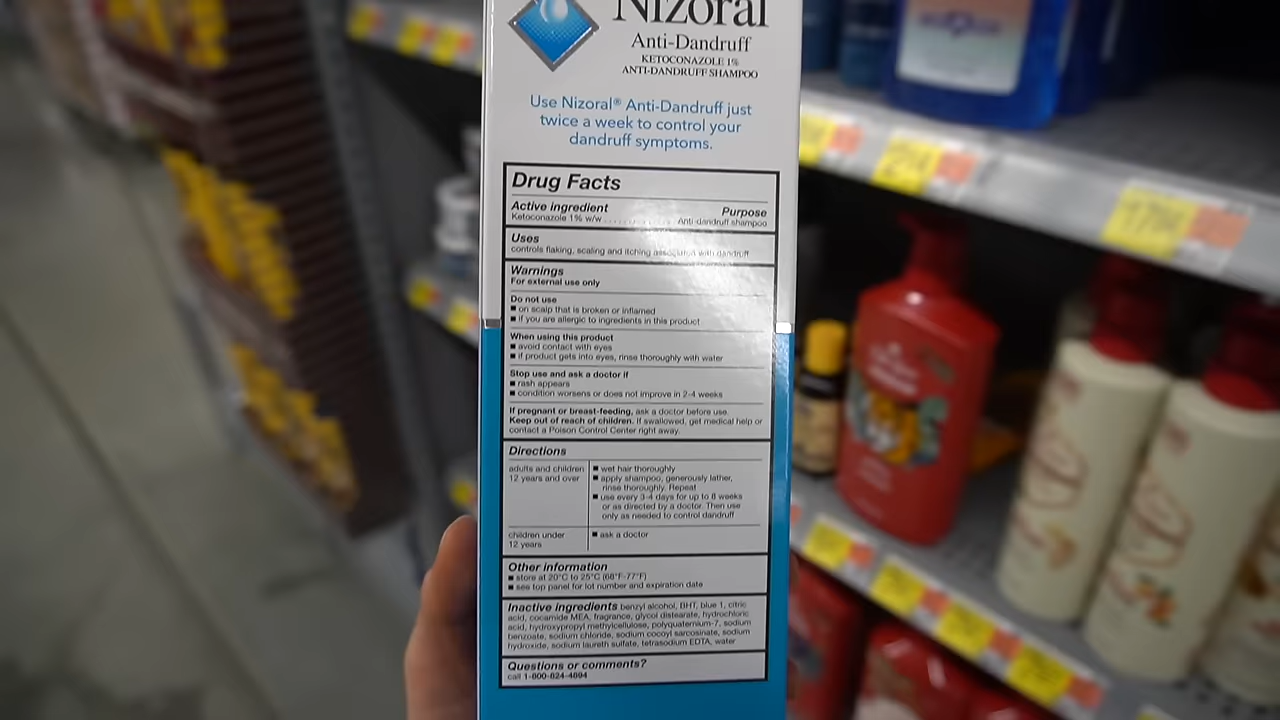 Nizoral
Anti-Dandruff
KETOCONAZOLE 1%
ANTI-DANDRUFF SHAMPOO
Use Nizoral® Anti-Dandruff just
twice a week to control your
dandruff symptoms.
Drug Facts
Active ingredient Purpose
Ketoconazole 1% w/w . . . . . . . . . . . . . . Anti-dandruff shampoo
Uses
controls flaking, scaling and itching associated with dandruff
Warnings
For external use only
Do not use
■ on scalp that is broken or inflamed
■ if you are allergic to ingredients in this product
When using this product
■ avoid contact with eyes
■ if product gets into eyes, rinse thoroughly with water
Stop use and ask a doctor if
■ rash appears
■ condition worsens or does not improve in 2-4 weeks
If pregnant or breast-feeding, ask a doctor before use.
Keep out of reach of children. If swallowed, get medical help or
contact a Poison Control Center right away.
Directions
adults and children
12 years and over
■ wet hair thoroughly
■ apply shampoo, generously lather,
rinse thoroughly. Repeat
■ use every 3-4 days for up to 8 weeks
or as directed by a doctor. Then use
only as needed to control dandruff
children under
12 years
■ ask a doctor
Other information
■ store at 20°C to 25°C (68°F-77°F)
■ see top panel for lot number and expiration date
Inactive ingredients benzyl alcohol, BHT, blue 1, citric
acid, cocamide MEA, fragrance, glycol distearate, hydrochloric
acid, hydroxypropyl methylcellulose, polyquaternium-7, sodium
benzoate, sodium chloride, sodium cocoyl sarcosinate, sodium
hydroxide, sodium laureth sulfate, tetrasodium EDTA, water
Questions or comments?
call 1-800-824-4894